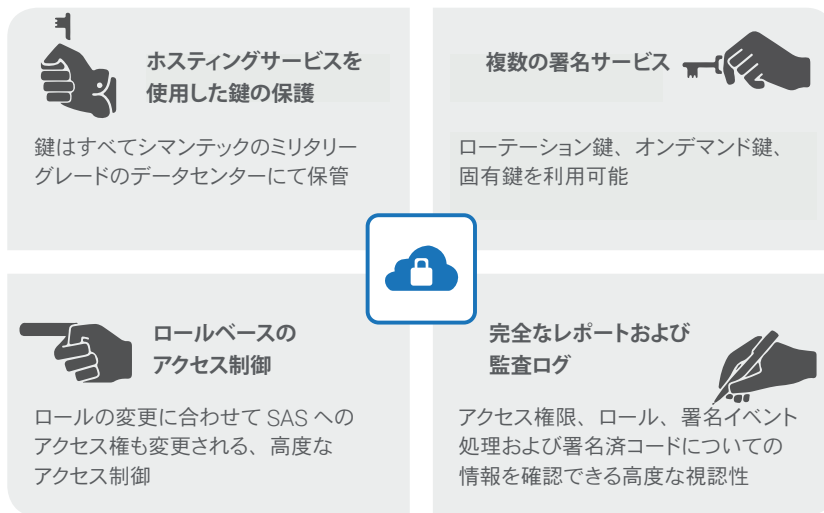 ホスティングサービスを
使用した鍵の保護
鍵はすべてシマンテックのミリタリー
グレードのデータセンターにて保管
複数の署名サービス
ローテーション鍵、オンデマンド鍵、
固有鍵を利用可能
ロールベースの
アクセス制御
ロールの変更に合わせて SAS への
アクセス権も変更される、高度な
アクセス制御
完全なレポートおよび
監査ログ
アクセス権限、ロール、署名イベント
処理および署名済コードについての
情報を確認できる高度な視認性